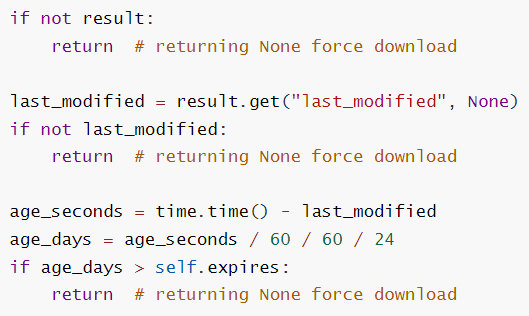 if not result:
    return  # returning None force download

last_modified = result.get("last_modified", None)
if not last_modified:
    return  # returning None force download

age_seconds = time.time() - last_modified
age_days = age_seconds / 60 / 60 / 24
if age_days > self.expires:
    return  # returning None force download